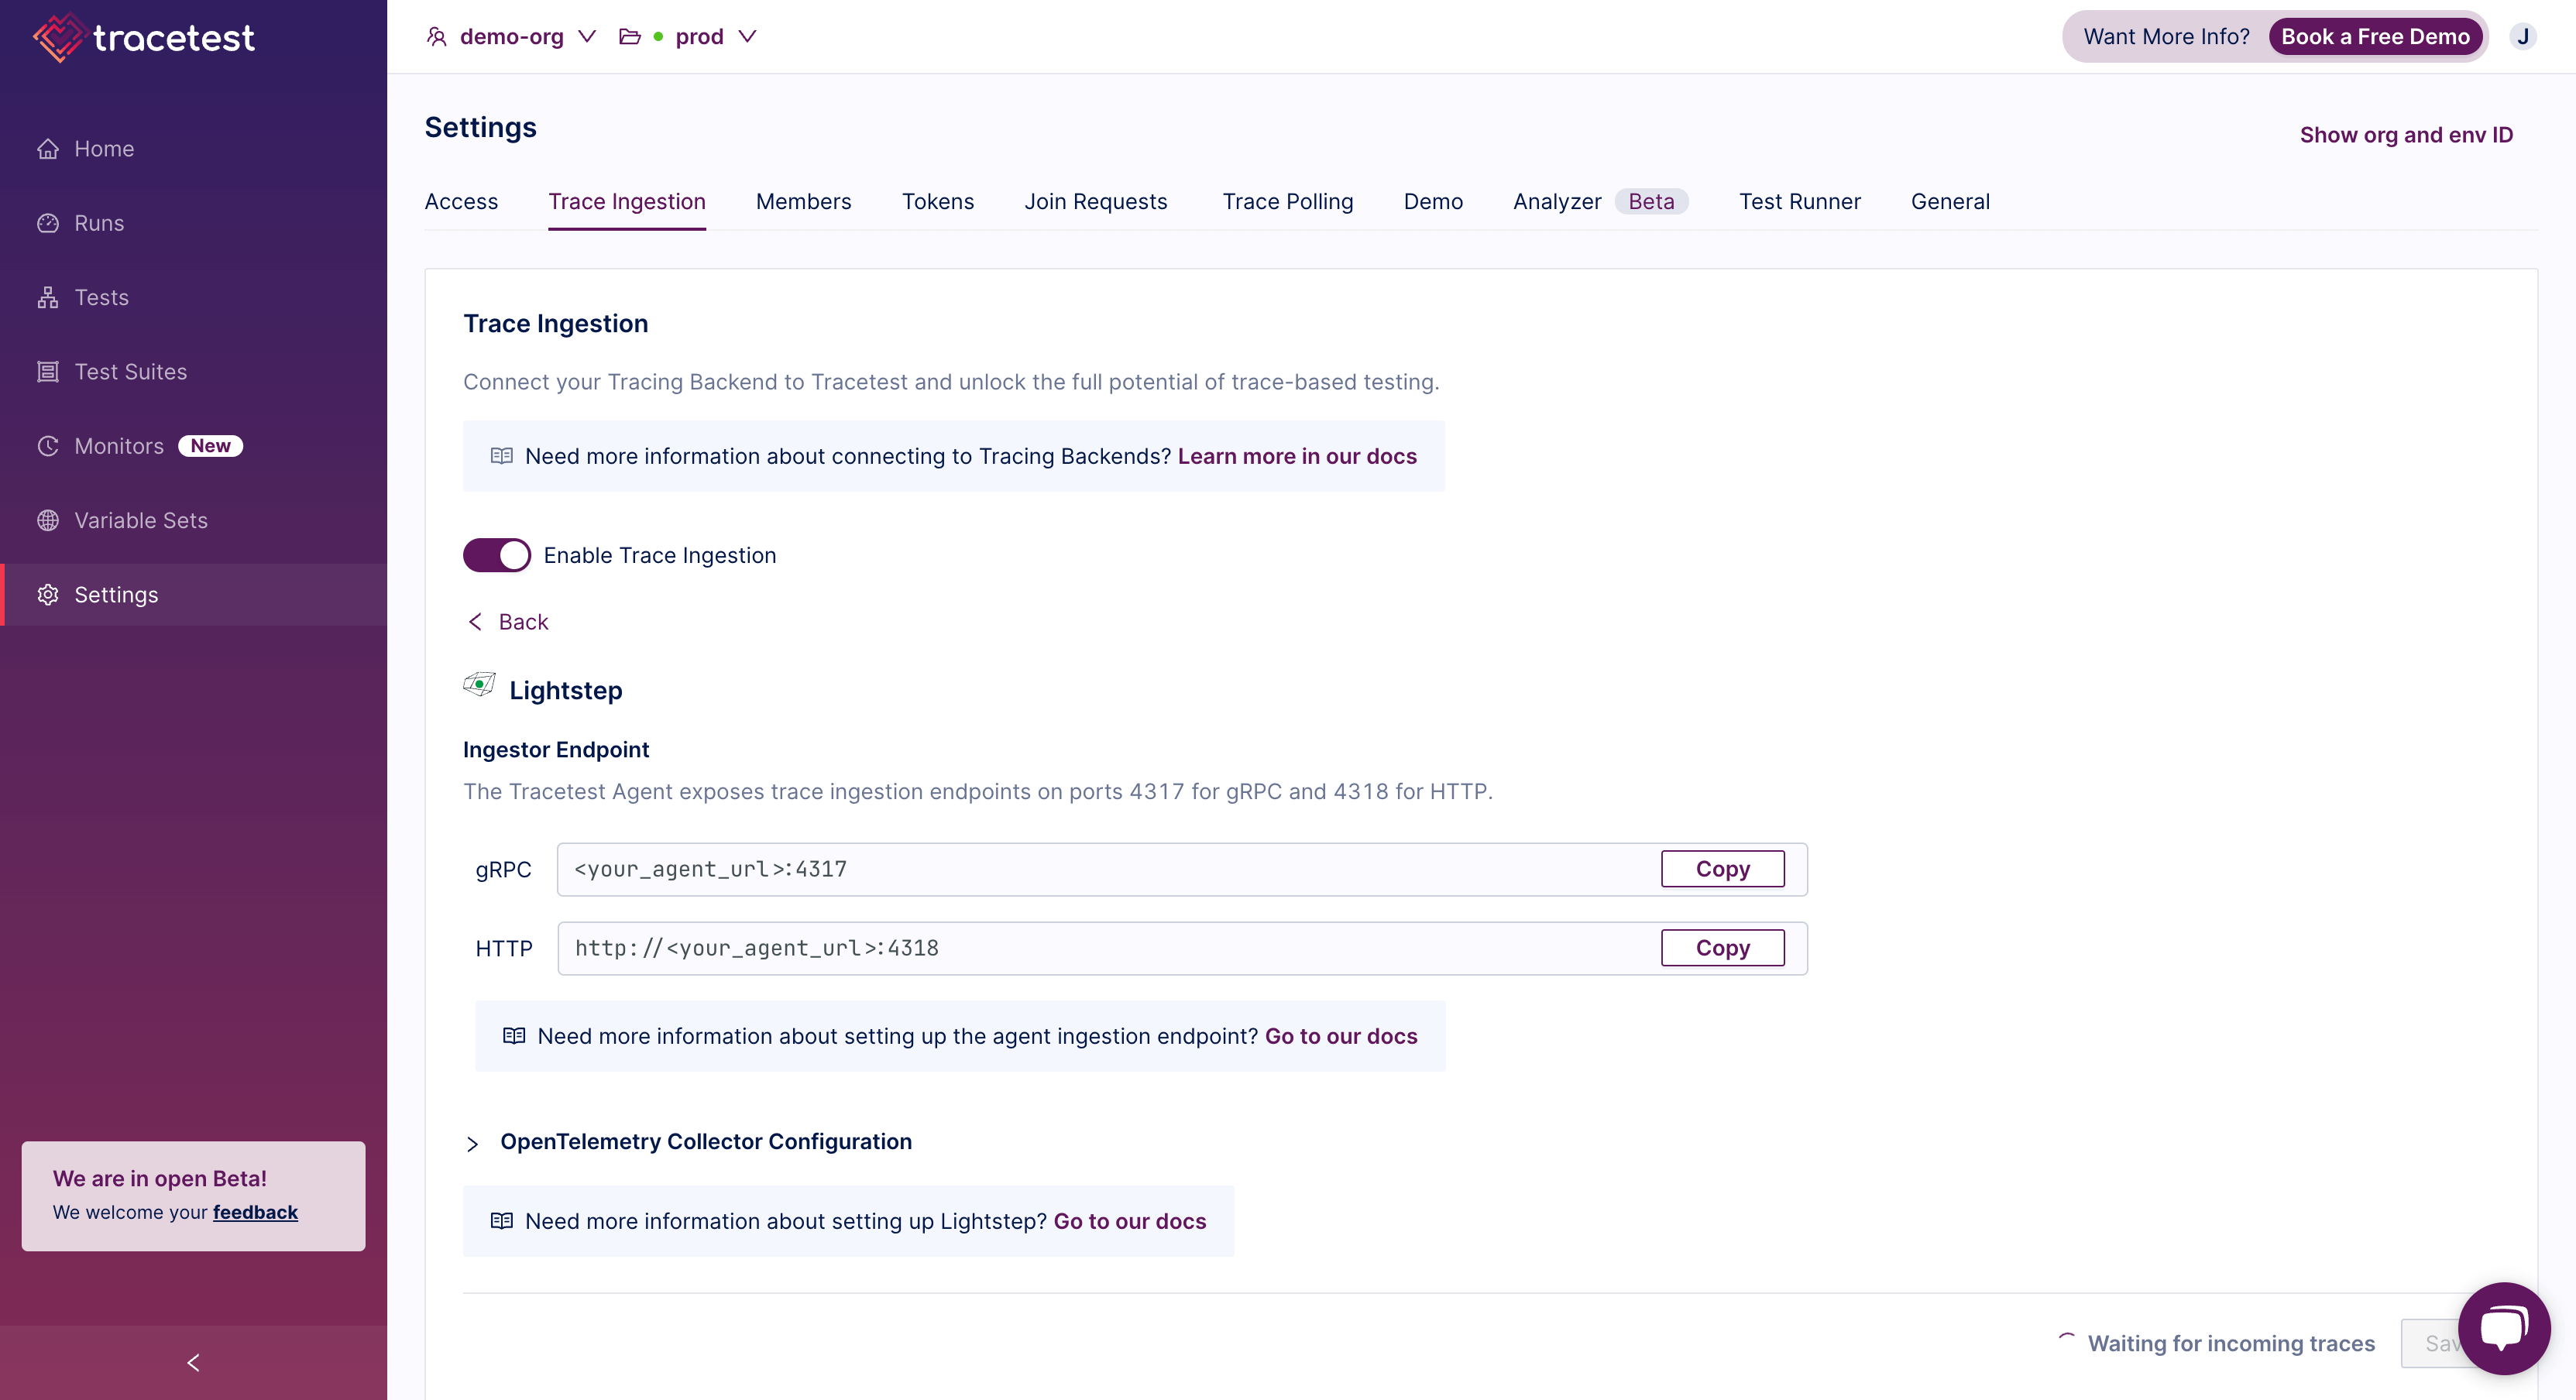 tracetest
demo-org
prod
Want More Info?
Book a Free Demo
J
Home
Runs
Tests
Test Suites
Monitors New
Variable Sets
Settings
We are in open Beta!
We welcome your feedback
Settings
Show org and env ID
Access
Trace Ingestion
Members
Tokens
Join Requests
Trace Polling
Demo
Analyzer Beta
Test Runner
General
Trace Ingestion
Connect your Tracing Backend to Tracetest and unlock the full potential of trace-based testing.
Need more information about connecting to Tracing Backends? Learn more in our docs
Enable Trace Ingestion
Back
Lightstep
Ingestor Endpoint
The Tracetest Agent exposes trace ingestion endpoints on ports 4317 for gRPC and 4318 for HTTP.
gRPC
<your_agent_url>:4317
Copy
HTTP
http://<your_agent_url>:4318
Copy
Need more information about setting up the agent ingestion endpoint? Go to our docs
OpenTelemetry Collector Configuration
Need more information about setting up Lightstep? Go to our docs
Waiting for incoming traces